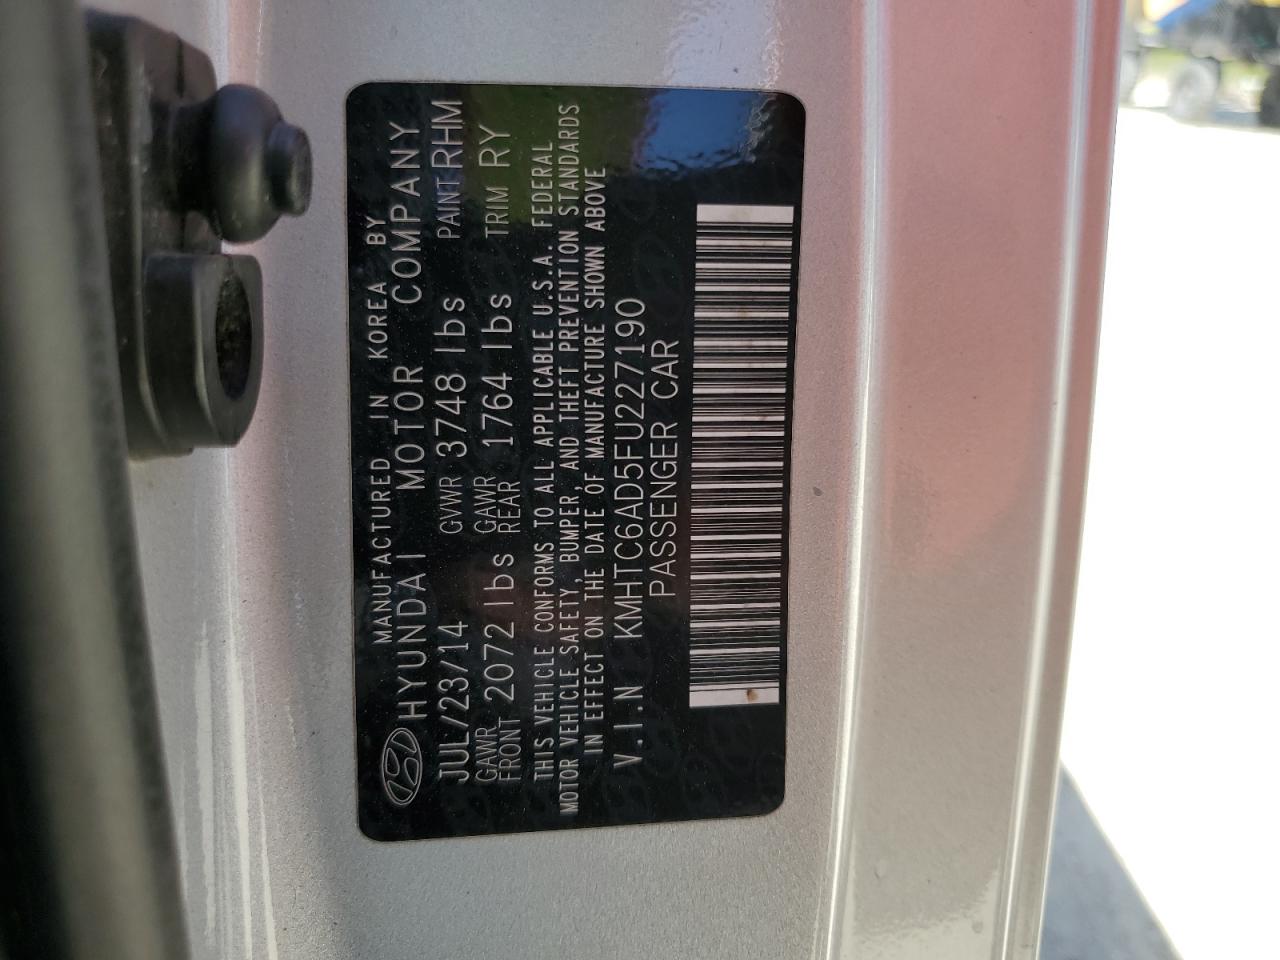 MANUFACTURED IN KOREA BY
HYUNDAI MOTOR COMPANY
JUL/23/14 GVWR 3748 lbs PAINT RHM
GAWR FRONT 2072 lbs GAWR REAR 1764 lbs TRIM RY
THIS VEHICLE CONFORMS TO ALL APPLICABLE U.S.A. FEDERAL
MOTOR VEHICLE SAFETY, BUMPER, AND THEFT PREVENTION STANDARDS
IN EFFECT ON THE DATE OF MANUFACTURE SHOWN ABOVE
V.I.N KMHTC6AD5FU227190
PASSENGER CAR